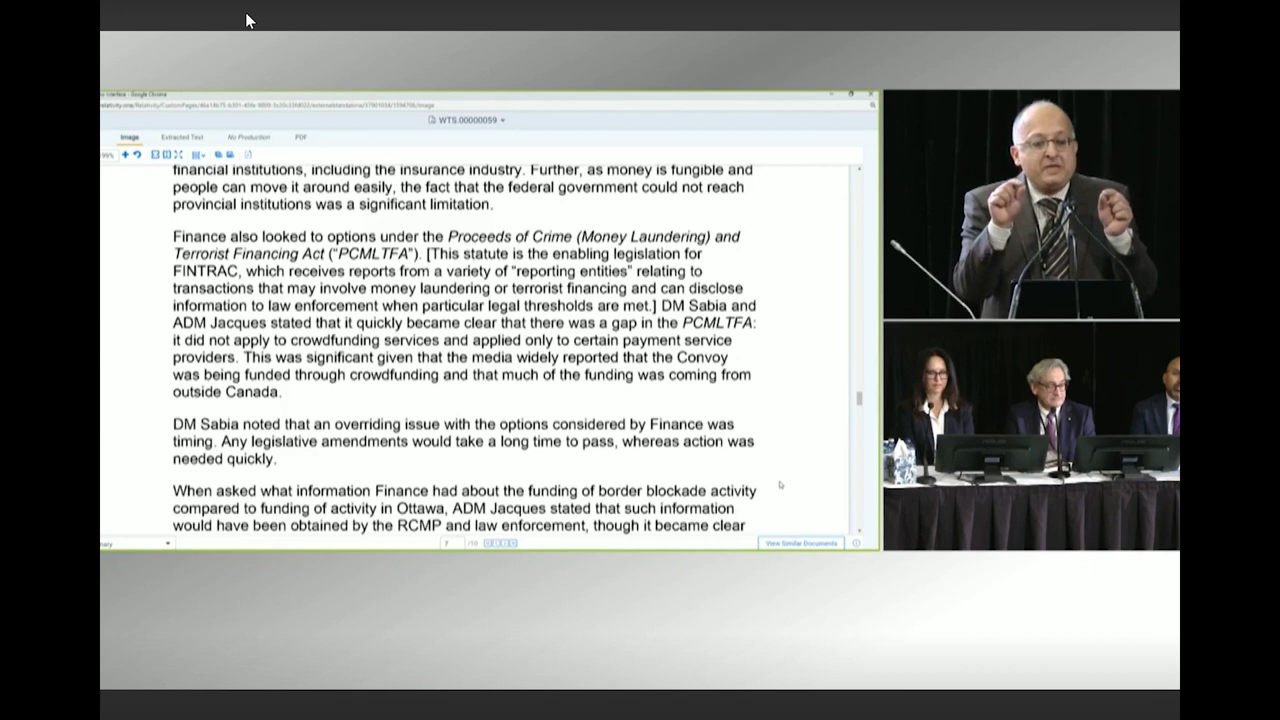 WTS.00000059
Image Extracted Text No Production PDF
financial institutions, including the insurance industry. Further, as money is fungible and
people can move it around easily, the fact that the federal government could not reach
provincial institutions was a significant limitation.
Finance also looked to options under the Proceeds of Crime (Money Laundering) and
Terrorist Financing Act (“PCMLTFA”). [This statute is the enabling legislation for
FINTRAC, which receives reports from a variety of “reporting entities” relating to
transactions that may involve money laundering or terrorist financing and can disclose
information to law enforcement when particular legal thresholds are met.] DM Sabia and
ADM Jacques stated that it quickly became clear that there was a gap in the PCMLTFA:
it did not apply to crowdfunding services and applied only to certain payment service
providers. This was significant given that the media widely reported that the Convoy
was being funded through crowdfunding and that much of the funding was coming from
outside Canada.
DM Sabia noted that an overriding issue with the options considered by Finance was
timing. Any legislative amendments would take a long time to pass, whereas action was
needed quickly.
When asked what information Finance had about the funding of border blockade activity
compared to funding of activity in Ottawa, ADM Jacques stated that such information
would have been obtained by the RCMP and law enforcement, though it became clear
7 /10
View Similar Documents